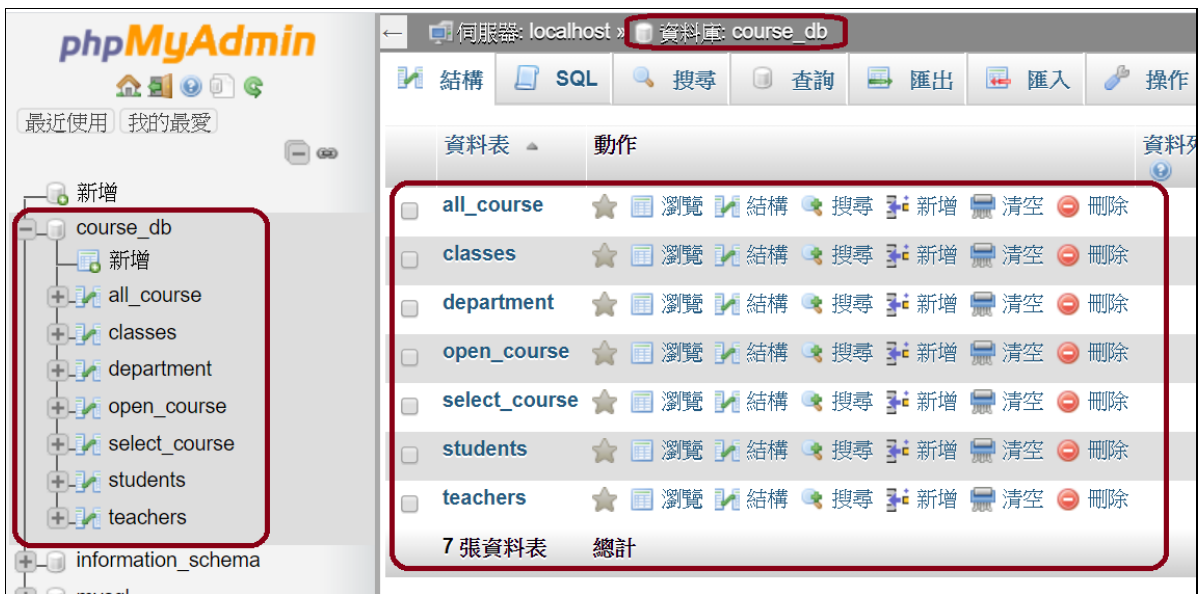 phpMyAdmin
最近使用 我的最愛
新增
course_db
新增
all_course
classes
department
open_course
select_course
students
teachers
information_schema
伺服器: localhost » 資料庫: course_db
結構 SQL 搜尋 查詢 匯出 匯入 操作
資料表 動作 資料列
all_course 瀏覽 結構 搜尋 新增 清空 刪除
classes 瀏覽 結構 搜尋 新增 清空 刪除
department 瀏覽 結構 搜尋 新增 清空 刪除
open_course 瀏覽 結構 搜尋 新增 清空 刪除
select_course 瀏覽 結構 搜尋 新增 清空 刪除
students 瀏覽 結構 搜尋 新增 清空 刪除
teachers 瀏覽 結構 搜尋 新增 清空 刪除
7 張資料表 總計